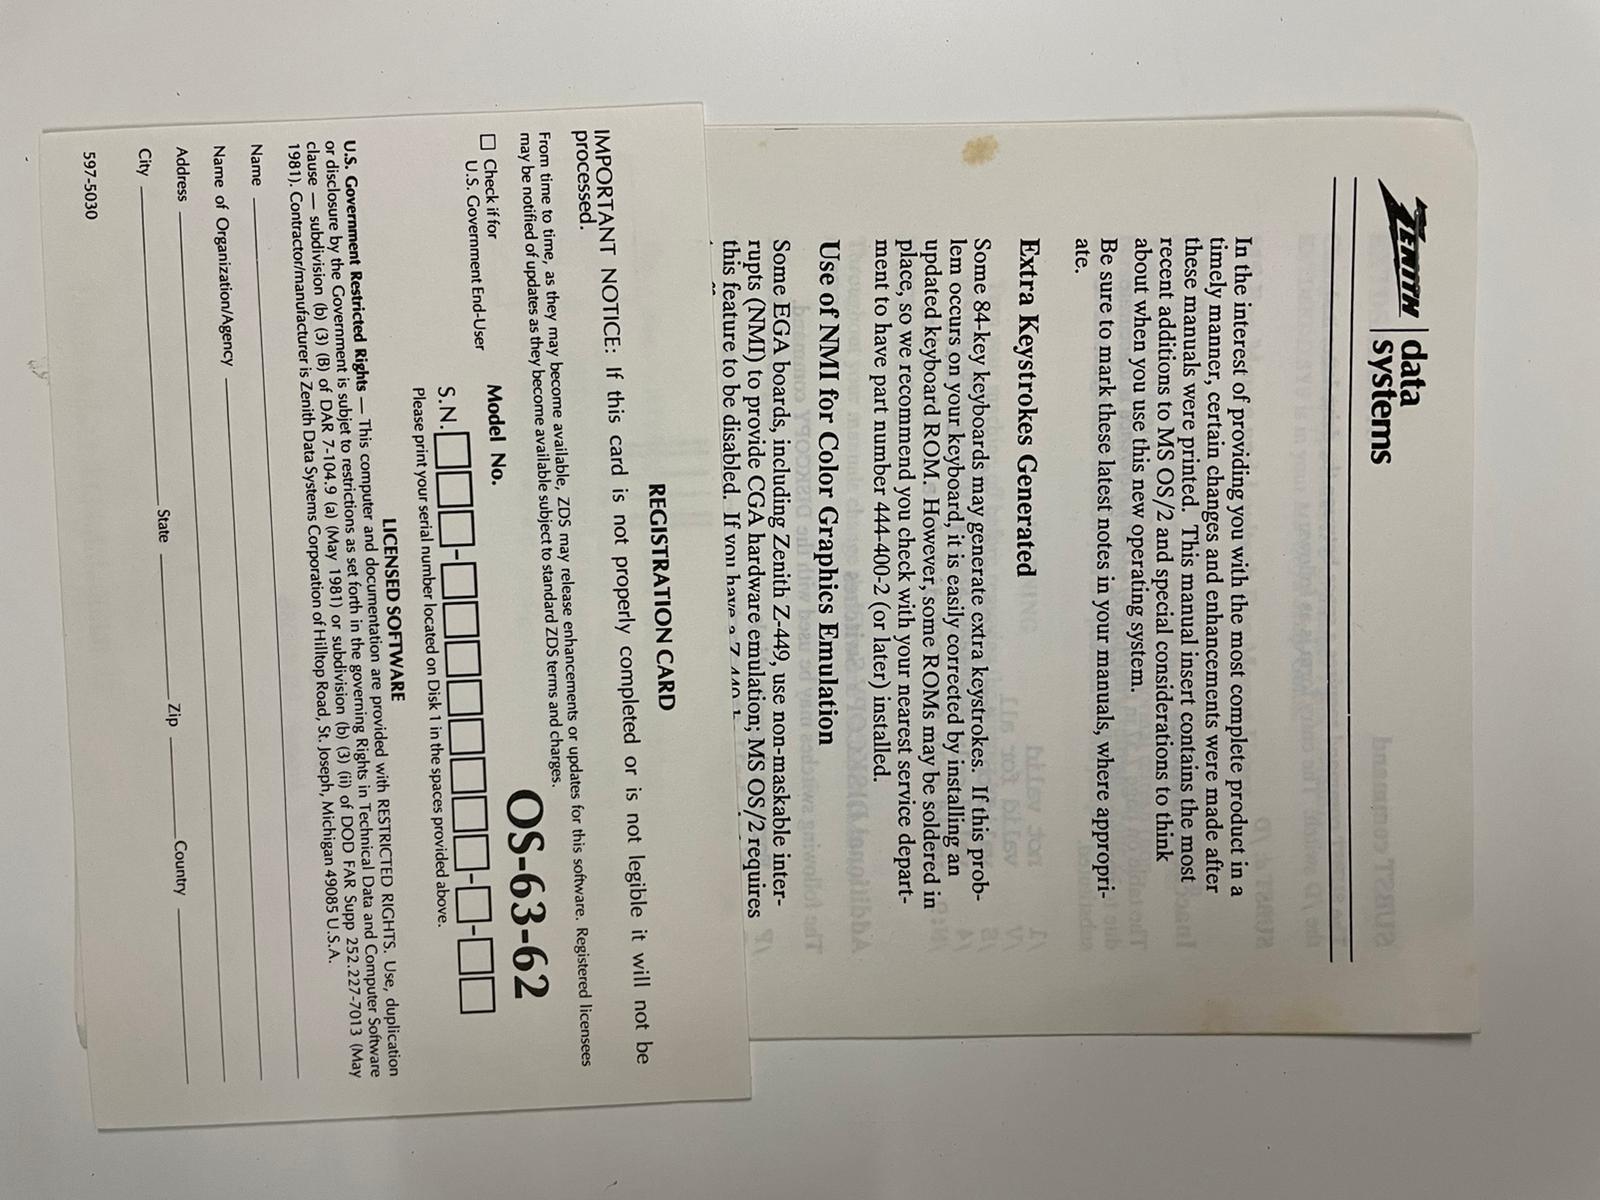 ZENITH data systems
In the interest of providing you with the most complete product in a
timely manner, certain changes and enhancements were made after
these manuals were printed. This manual insert contains the most
recent additions to MS OS/2 and special considerations to think
about when you use this new operating system.
Be sure to mark these latest notes in your manuals, where appropri-
ate.
Extra Keystrokes Generated
Some 84-key keyboards may generate extra keystrokes. If this prob-
lem occurs on your keyboard, it is easily corrected by installing an
updated keyboard ROM. However, some ROMs may be soldered in
place, so we recommend you check with your nearest service depart-
ment to have part number 444-400-2 (or later) installed.
Use of NMI for Color Graphics Emulation
Some EGA boards, including Zenith Z-449, use non-maskable inter-
rupts (NMI) to provide CGA hardware emulation; MS OS/2 requires
this feature to be disabled. If you have a Z-449
REGISTRATION CARD
IMPORTANT NOTICE: If this card is not properly completed or is not legible it will not be
processed.
From time to time, as they may become available, ZDS may release enhancements or updates for this software. Registered licensees
may be notified of updates as they become available subject to standard ZDS terms and charges.
Check if for
U.S. Government End-User
Model No. OS-63-62
S.N.
Please print your serial number located on Disk 1 in the spaces provided above.
LICENSED SOFTWARE
U.S. Government Restricted Rights — This computer and documentation are provided with RESTRICTED RIGHTS. Use, duplication
or disclosure by the Government is subjet to restrictions as set forth in the governing Rights in Technical Data and Computer Software
clause — subdivision (b) (3) (B) of DAR 7-104.9 (a) (May 1981) or subdivision (b) (3) (ii) of DOD FAR Supp 252.227-7013 (May
1981). Contractor/manufacturer is Zenith Data Systems Corporation of Hilltop Road, St. Joseph, Michigan 49085 U.S.A.
Name
Name of Organization/Agency
Address
City State Zip Country
597-5030